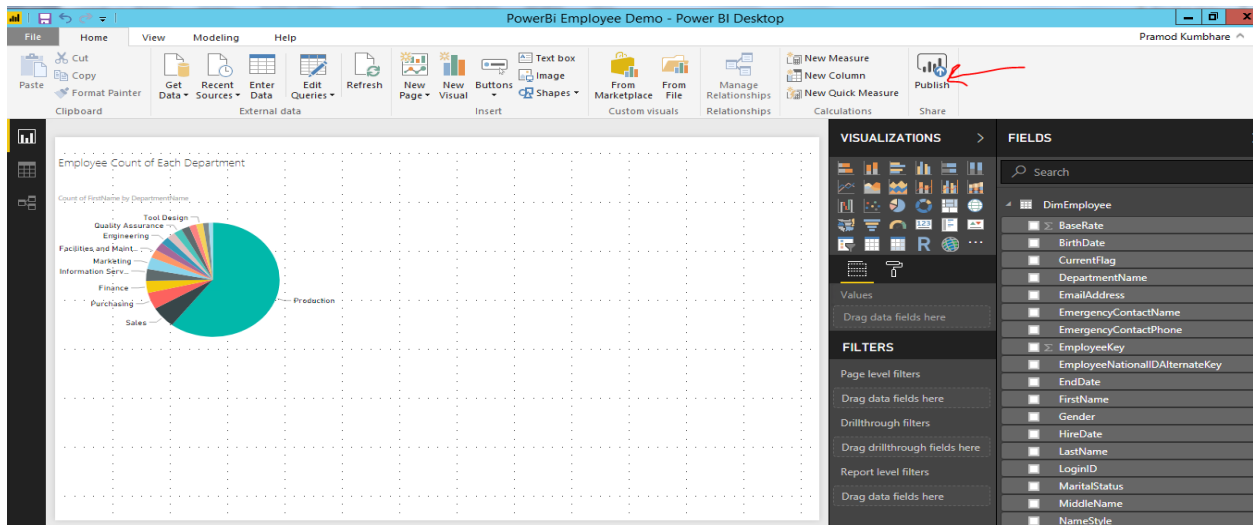 PowerBi Employee Demo - Power BI Desktop
File Home View Modeling Help
Pramod Kumbhare
Paste
Cut
Copy
Format Painter
Clipboard
Get Data
Recent Sources
Enter Data
Edit Queries
Refresh
External data
New Page
New Visual
Buttons
Text box
Image
Shapes
Insert
From Marketplace
From File
Custom visuals
Manage Relationships
Relationships
New Measure
New Column
New Quick Measure
Calculations
Publish
Share
Employee Count of Each Department
Count of FirstName by DepartmentName
Tool Design
Quality Assurance
Engineering
Facilities and Maint...
Marketing
Information Serv...
Finance
Purchasing
Sales
Production
VISUALIZATIONS
R
123
Values
Drag data fields here
FILTERS
Page level filters
Drag data fields here
Drillthrough filters
Drag drillthrough fields here
Report level filters
Drag data fields here
FIELDS
Search
DimEmployee
Σ BaseRate
BirthDate
CurrentFlag
DepartmentName
EmailAddress
EmergencyContactName
EmergencyContactPhone
Σ EmployeeKey
EmployeeNationalIDAlternateKey
EndDate
FirstName
Gender
HireDate
LastName
LoginID
MaritalStatus
MiddleName
NameStyle